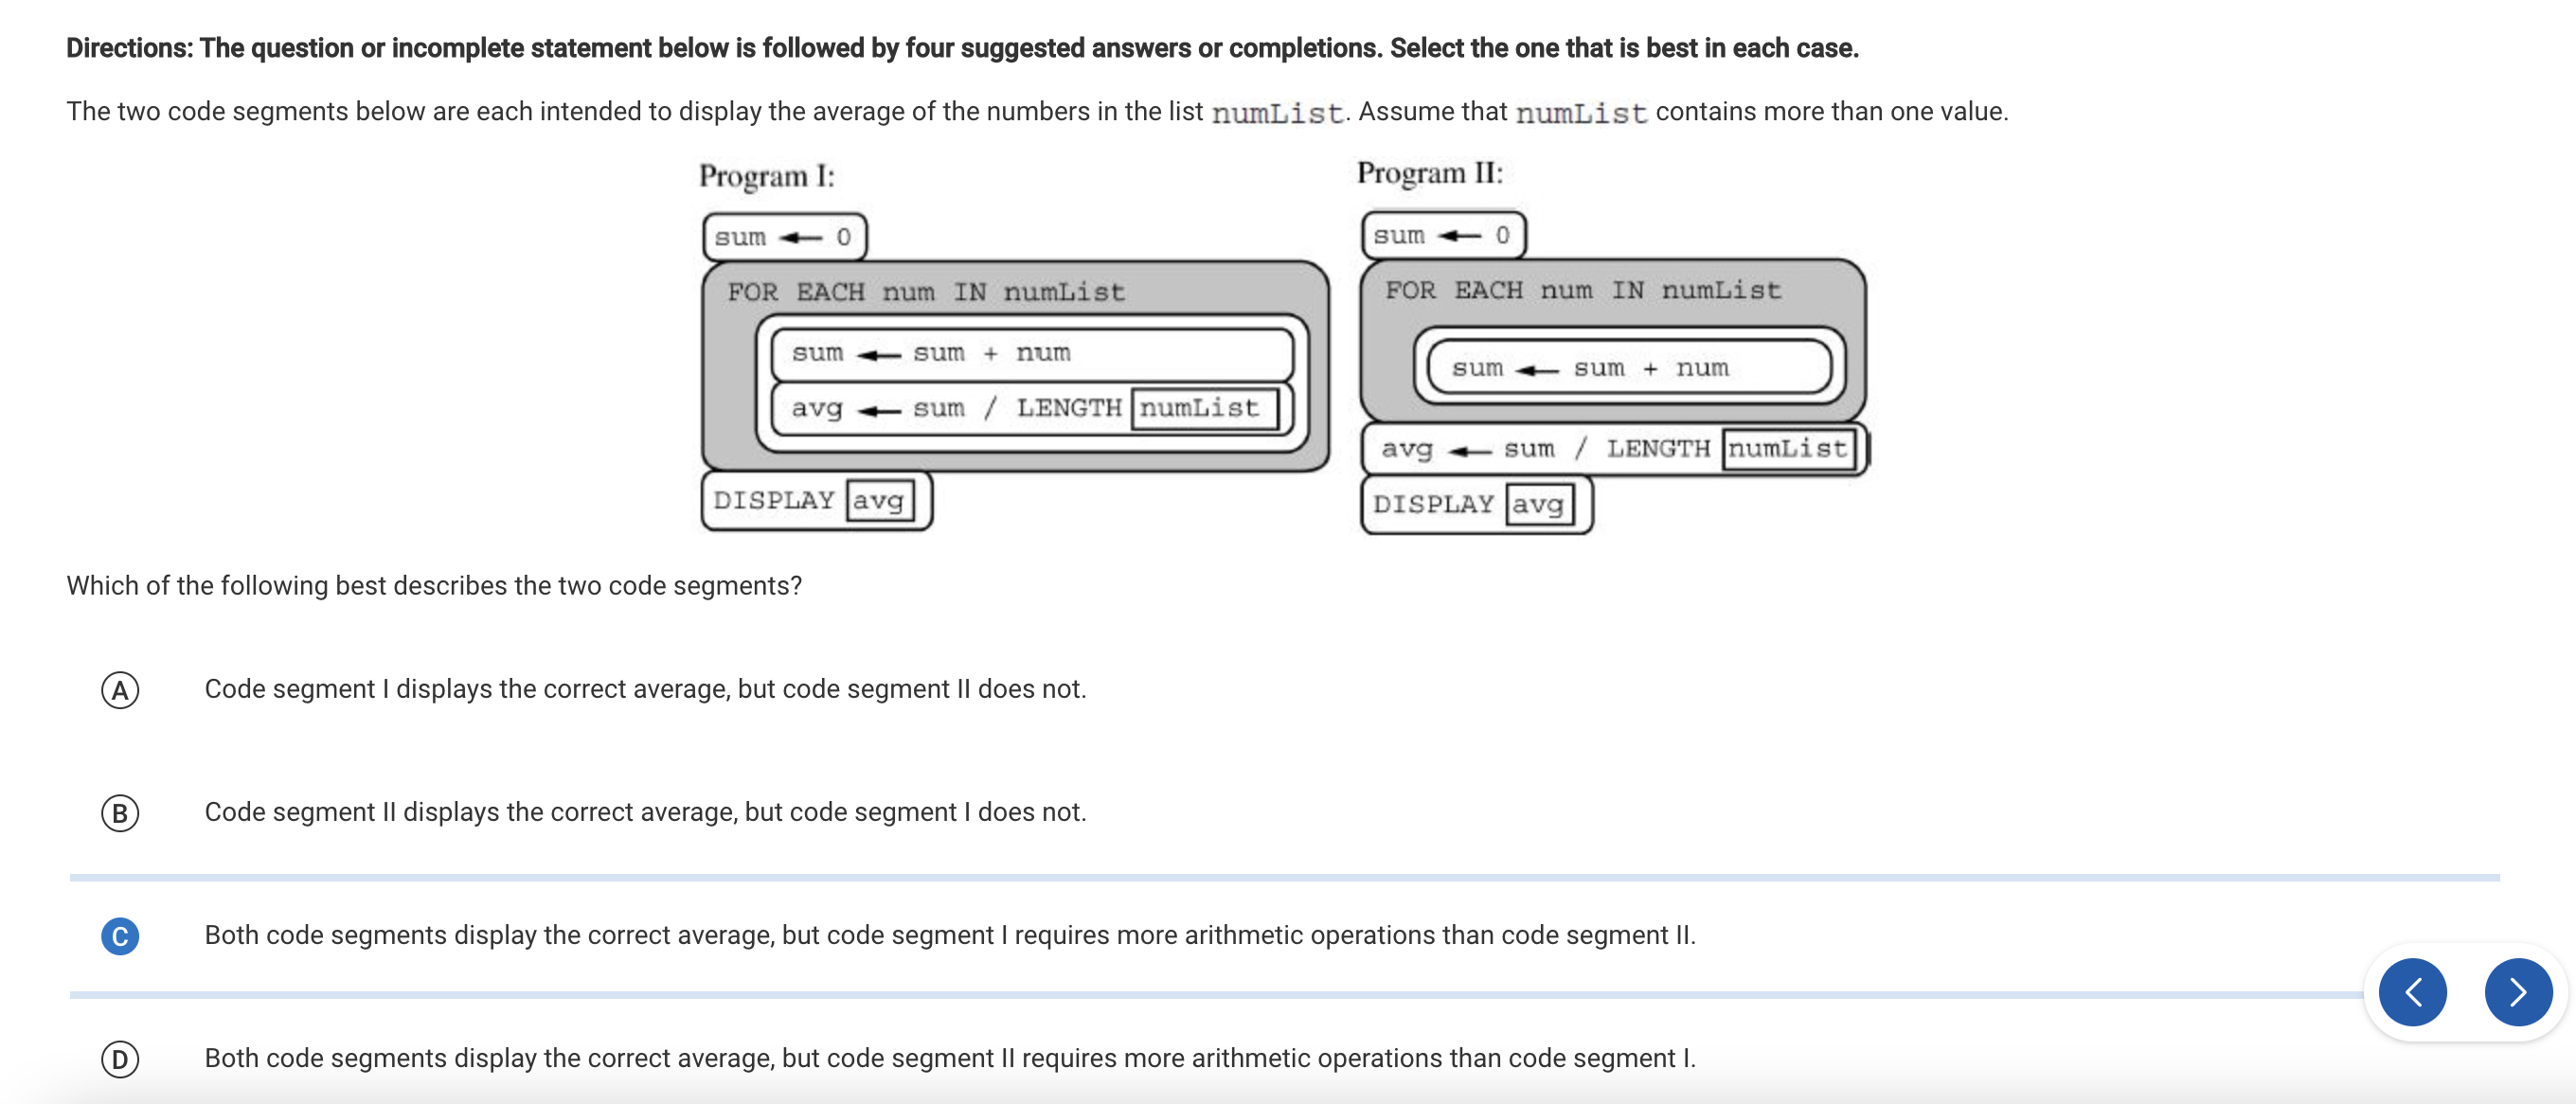 Directions: The question or incomplete statement below is followed by four suggested answers or completions. Select the one that is best in each case.
The two code segments below are each intended to display the average of the numbers in the list numList. Assume that numList contains more than one value.
Program I:
sum ← 0
FOR EACH num IN numList
sum ← sum + num
avg ← sum / LENGTH numList
DISPLAY avg
Program II:
sum ← 0
FOR EACH num IN numList
sum ← sum + num
avg ← sum / LENGTH numList
DISPLAY avg
Which of the following best describes the two code segments?
A Code segment I displays the correct average, but code segment II does not.
B Code segment II displays the correct average, but code segment I does not.
C Both code segments display the correct average, but code segment I requires more arithmetic operations than code segment II.
D Both code segments display the correct average, but code segment II requires more arithmetic operations than code segment I.